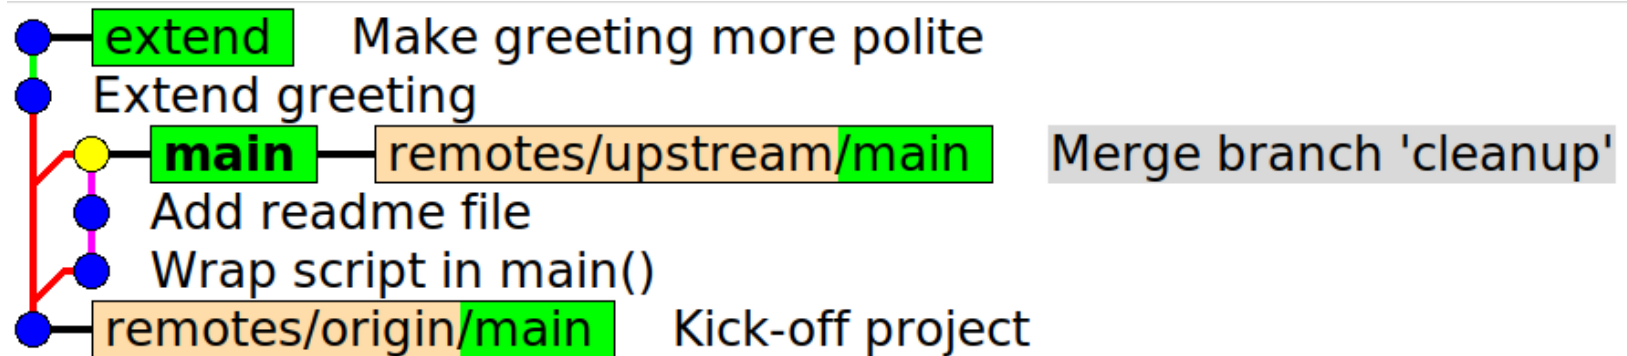 extend Make greeting more polite
Extend greeting
main remotes/upstream/main Merge branch 'cleanup'
Add readme file
Wrap script in main()
remotes/origin/main Kick-off project